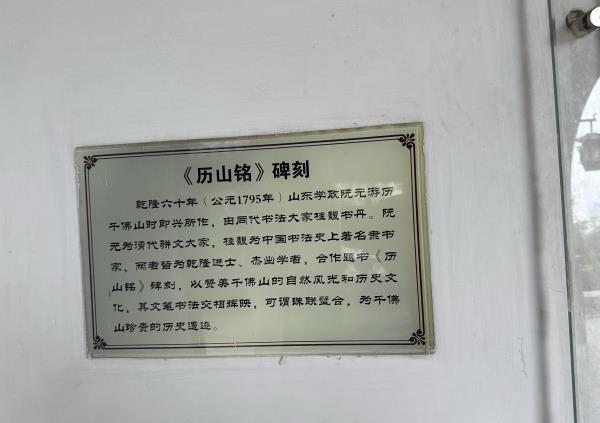 《历山铭》碑刻
乾隆六十年（公元1795年）山东学政阮元游历
千佛山时即兴所作，由同代书法大家桂馥书丹。阮
元为清代骈文大家，桂馥为中国书法史上著名隶书
家，两者皆为乾隆进士、杰出学者，合作题书《历
山铭》碑刻，以赞美千佛山的自然风光和历史文
化，其文笔书法交相辉映，可谓珠联璧合，为千佛
山珍贵的历史遗迹。